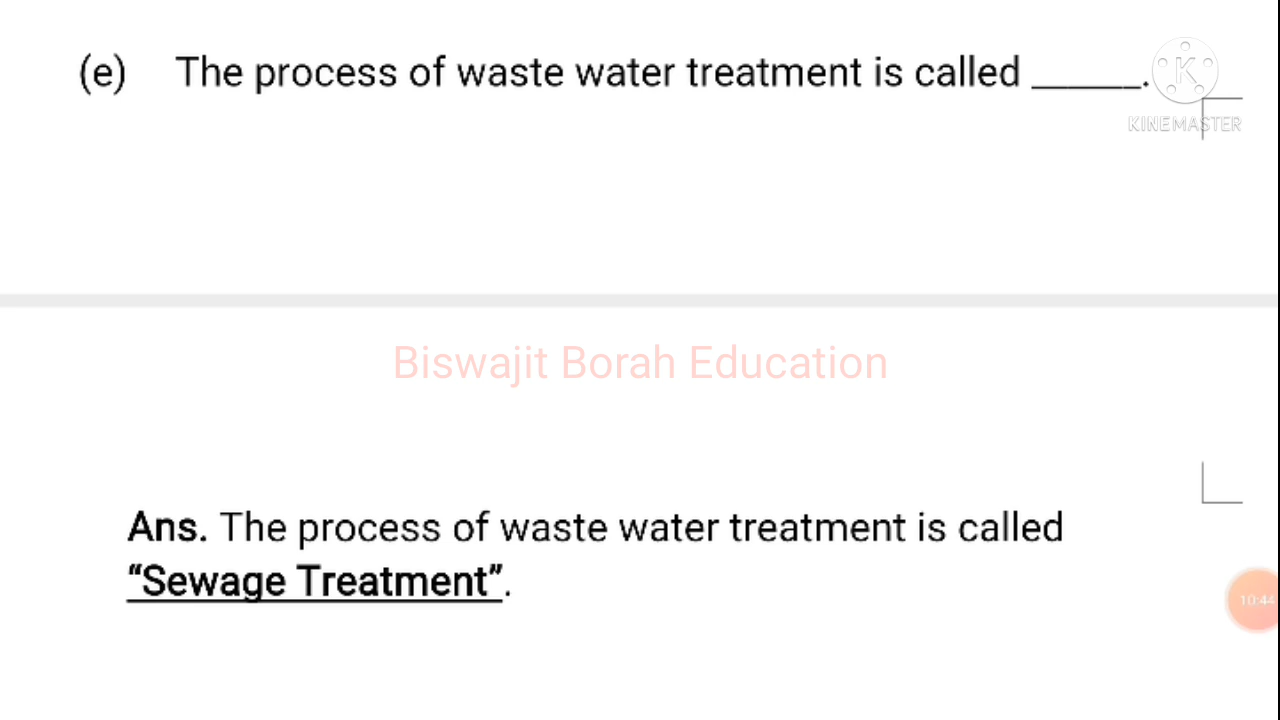 (e) The process of waste water treatment is called ______.
KINEMASTER
Biswajit Borah Education
Ans. The process of waste water treatment is called
“Sewage Treatment”.
10:44